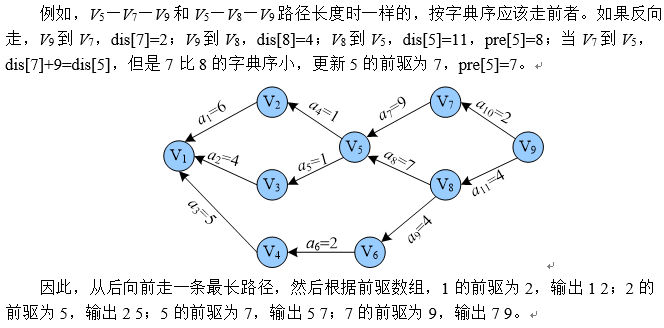 例如，V5—V7—V9 和 V5—V8—V9 路径长度时一样的，按字典序应该走前者。如果反向
走，V9 到 V7，dis[7]=2；V9 到 V8，dis[8]=4；V8 到 V5，dis[5]=11，pre[5]=8；当 V7 到 V5，
dis[7]+9=dis[5]，但是 7 比 8 的字典序小，更新 5 的前驱为 7，pre[5]=7。
V2
V7
a1=6
a4=1
a7=9
a10=2
V1
V5
V9
a2=4
a5=1
a8=7
a11=4
V3
V8
a3=5
a9=4
V4
a6=2
V6
因此，从后向前走一条最长路径，然后根据前驱数组，1 的前驱为 2，输出 1 2；2 的
前驱为 5，输出 2 5；5 的前驱为 7，输出 5 7；7 的前驱为 9，输出 7 9。